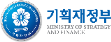 기획재정부
MINISTRY OF STRATEGY
AND FINANCE